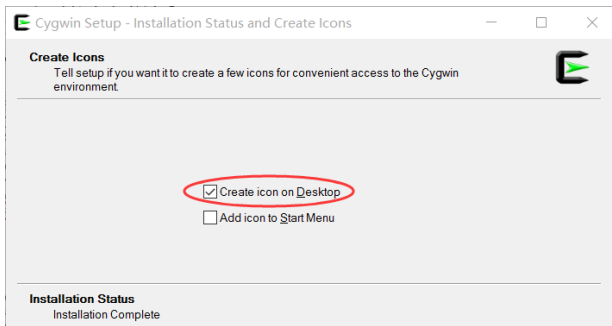 Cygwin Setup - Installation Status and Create Icons
Create Icons
Tell setup if you want it to create a few icons for convenient access to the Cygwin
environment.
Create icon on Desktop
Add icon to Start Menu
Installation Status
Installation Complete